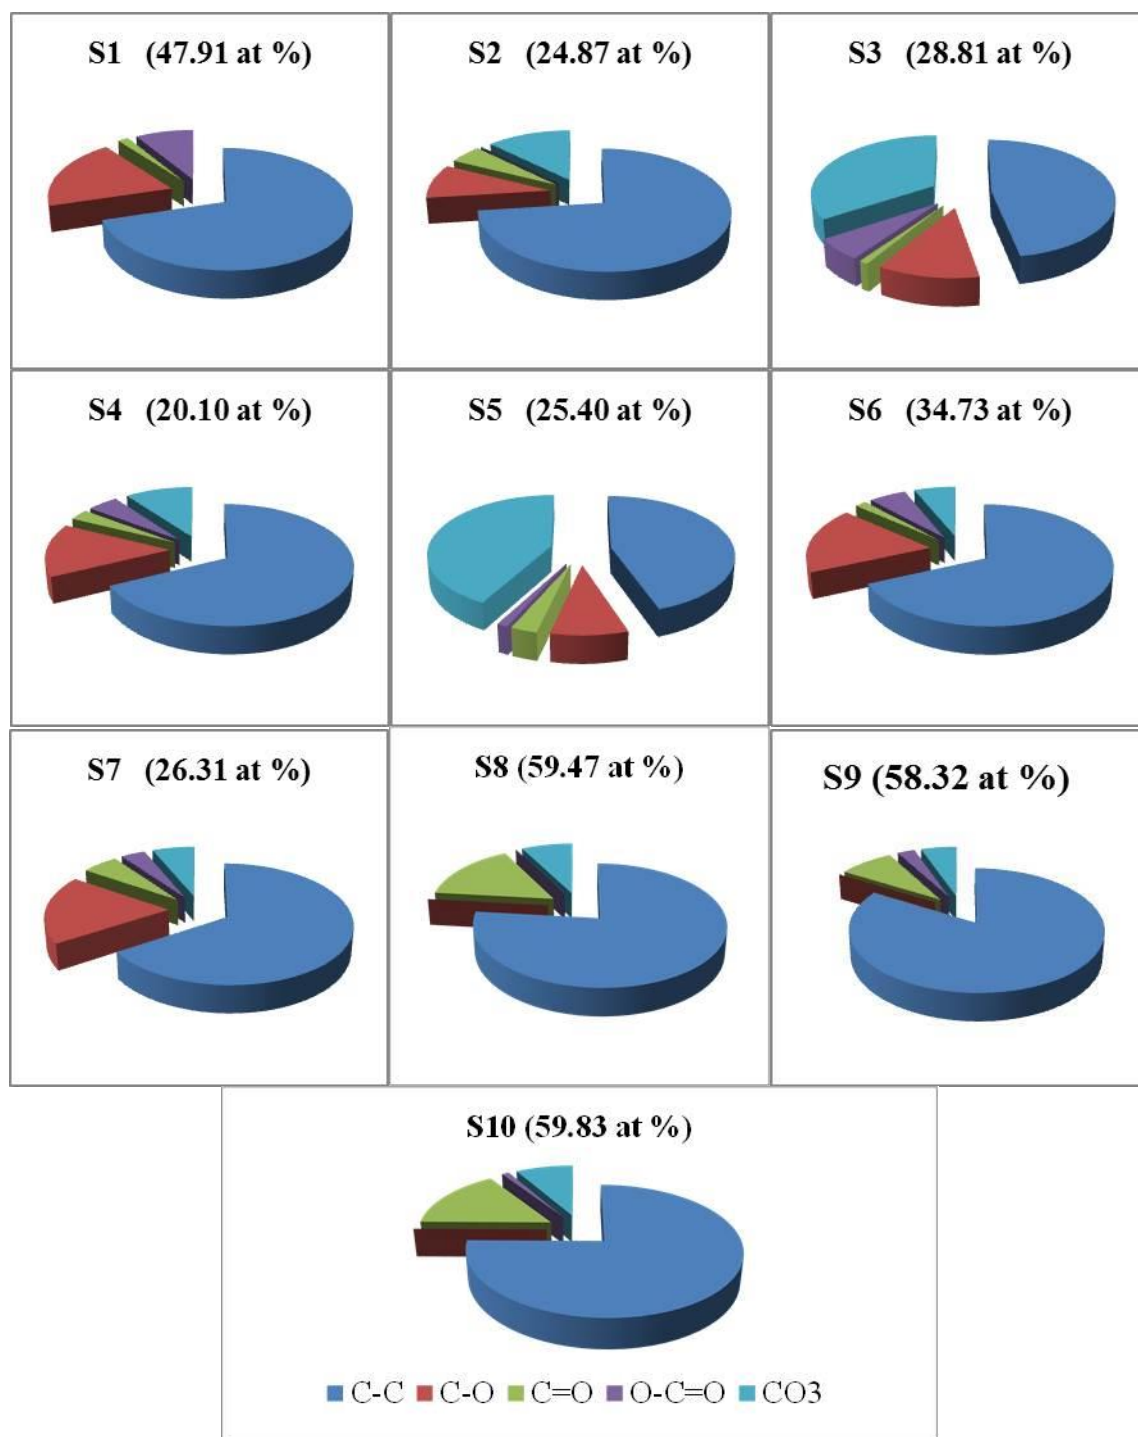 S1 (47.91 at %)
S2 (24.87 at %)
S3 (28.81 at %)
S4 (20.10 at %)
S5 (25.40 at %)
S6 (34.73 at %)
S7 (26.31 at %)
S8 (59.47 at %)
S9 (58.32 at %)
S10 (59.83 at %)
C-C C-O C=O O-C=O CO3